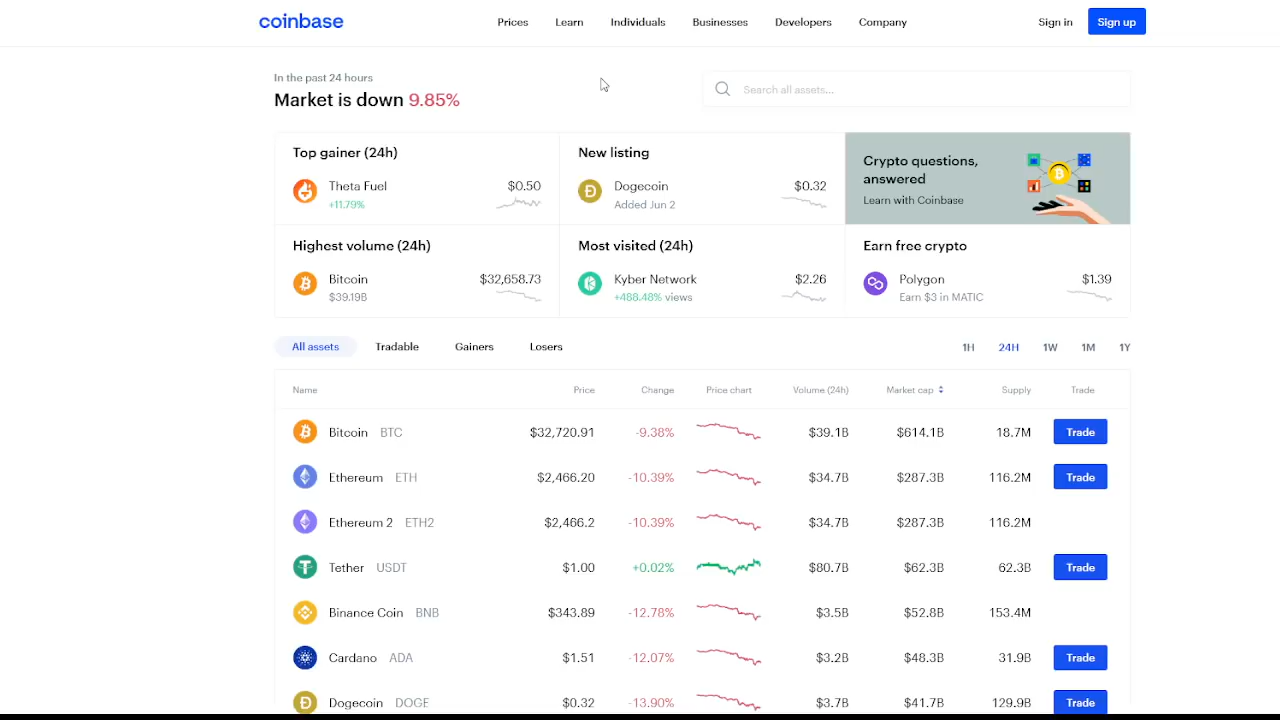 coinbase Prices Learn Individuals Businesses Developers Company Sign in Sign up
In the past 24 hours
Market is down 9.85%
Search all assets...
Top gainer (24h)
Theta Fuel $0.50
+11.79%
New listing
Dogecoin $0.32
Added Jun 2
Crypto questions,
answered
Learn with Coinbase
Highest volume (24h)
Bitcoin $32,658.73
$39.19B
Most visited (24h)
Kyber Network $2.26
+488.48% views
Earn free crypto
Polygon $1.39
Earn $3 in MATIC
All assets Tradable Gainers Losers 1H 24H 1W 1M 1Y
Name Price Change Price chart Volume (24h) Market cap Supply Trade
Bitcoin BTC $32,720.91 -9.38% $39.1B $614.1B 18.7M Trade
Ethereum ETH $2,466.20 -10.39% $34.7B $287.3B 116.2M Trade
Ethereum 2 ETH2 $2,466.2 -10.39% $34.7B $287.3B 116.2M
Tether USDT $1.00 +0.02% $80.7B $62.3B 62.3B Trade
Binance Coin BNB $343.89 -12.78% $3.5B $52.8B 153.4M
Cardano ADA $1.51 -12.07% $3.2B $48.3B 31.9B Trade
Dogecoin DOGE $0.32 -13.90% $3.7B $41.7B 129.9B Trade